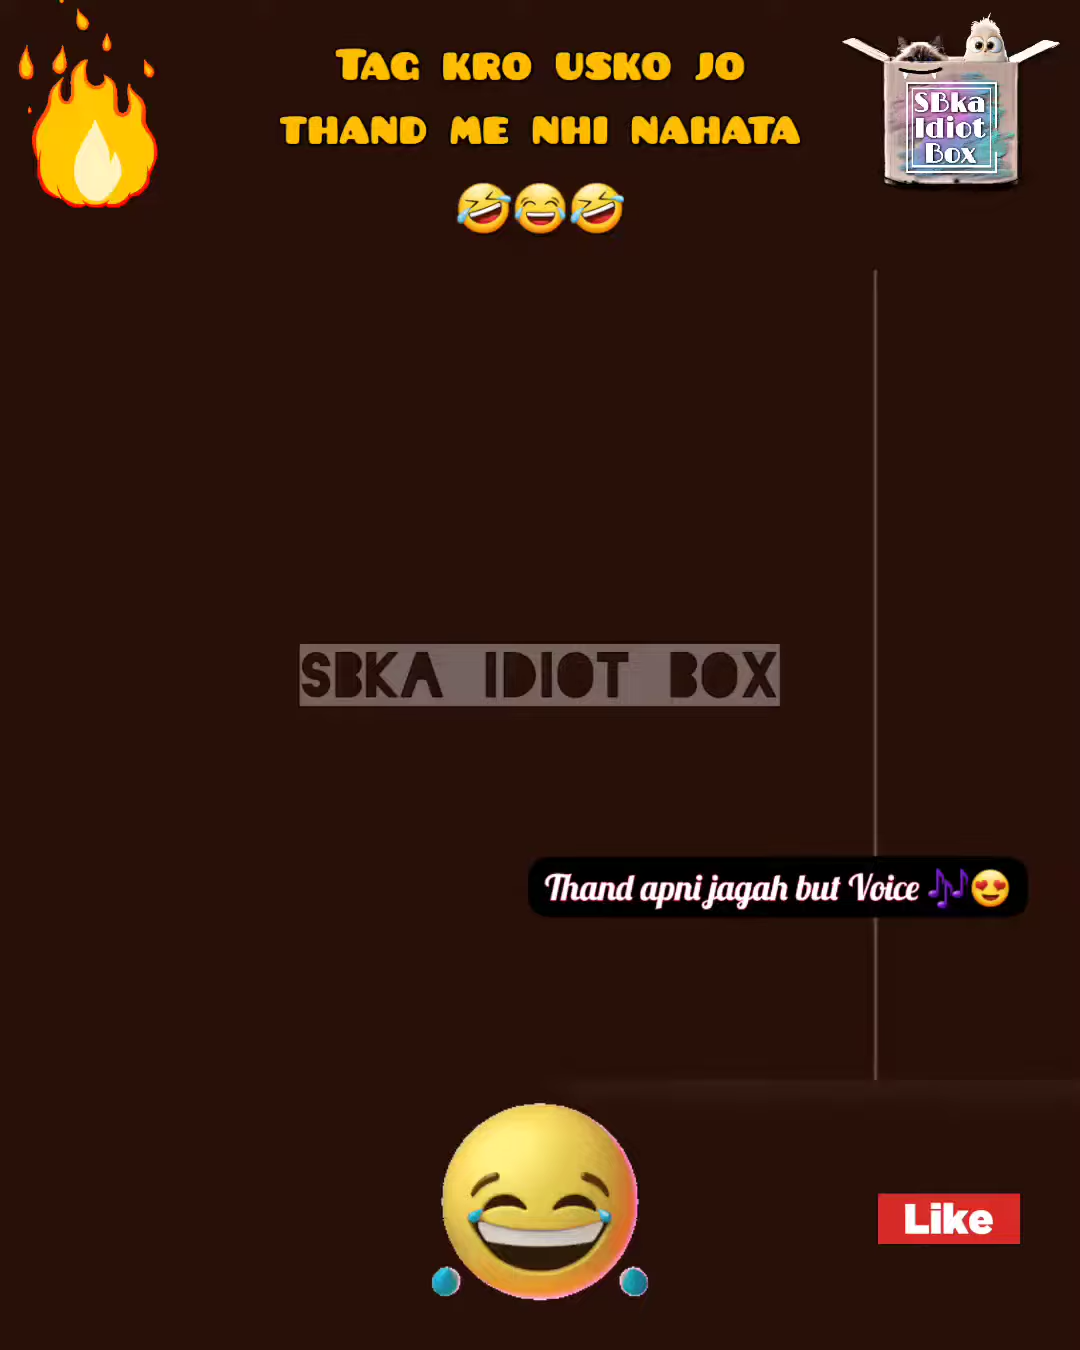 Tag kro usko jo
thand me nhi nahata
🤣😂🤣
SBka
Idiot
Box
SBKA IDIOT BOX
Thand apni jagah but Voice 🎶😍
Like